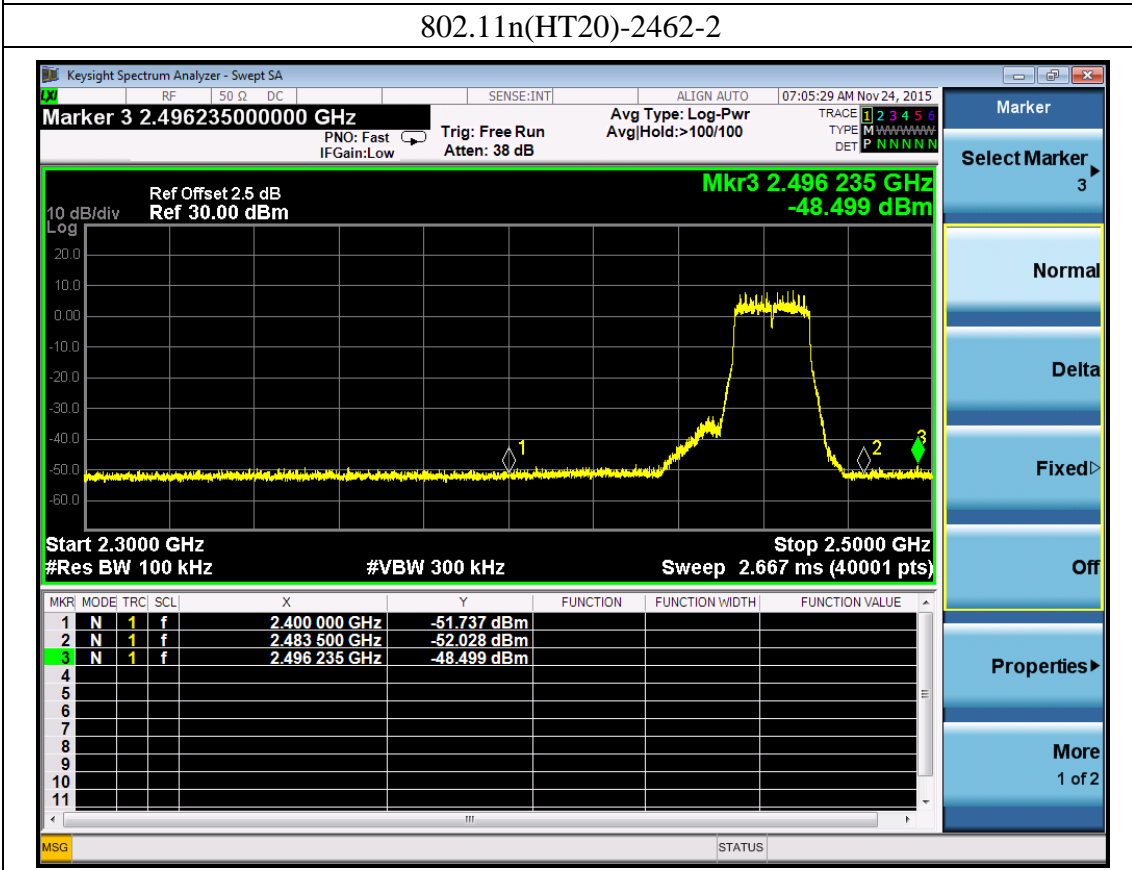 802.11n(HT20)-2462-2
Keysight Spectrum Analyzer - Swept SA
LXI RF 50 Ω DC SENSE:INT ALIGN AUTO 07:05:29 AM Nov 24, 2015
Marker 3 2.496235000000 GHz Avg Type: Log-Pwr TRACE 1 2 3 4 5 6
PNO: Fast Trig: Free Run Avg|Hold:>100/100 TYPE M WWWWW
IFGain:Low Atten: 38 dB DET P N N N N N
Marker
Select Marker
3
Normal
Delta
Fixed
Off
Properties
More
1 of 2
Mkr3 2.496 235 GHz
Ref Offset 2.5 dB
10 dB/div Ref 30.00 dBm -48.499 dBm
Log
20.0
10.0
0.00
-10.0
-20.0
-30.0
-40.0
-50.0
-60.0
1
2
3
Start 2.3000 GHz Stop 2.5000 GHz
#Res BW 100 kHz #VBW 300 kHz Sweep 2.667 ms (40001 pts)
MKR MODE TRC SCL X Y FUNCTION FUNCTION WIDTH FUNCTION VALUE
1 N 1 f 2.400 000 GHz -51.737 dBm
2 N 1 f 2.483 500 GHz -52.028 dBm
3 N 1 f 2.496 235 GHz -48.499 dBm
4
5
6
7
8
9
10
11
MSG STATUS